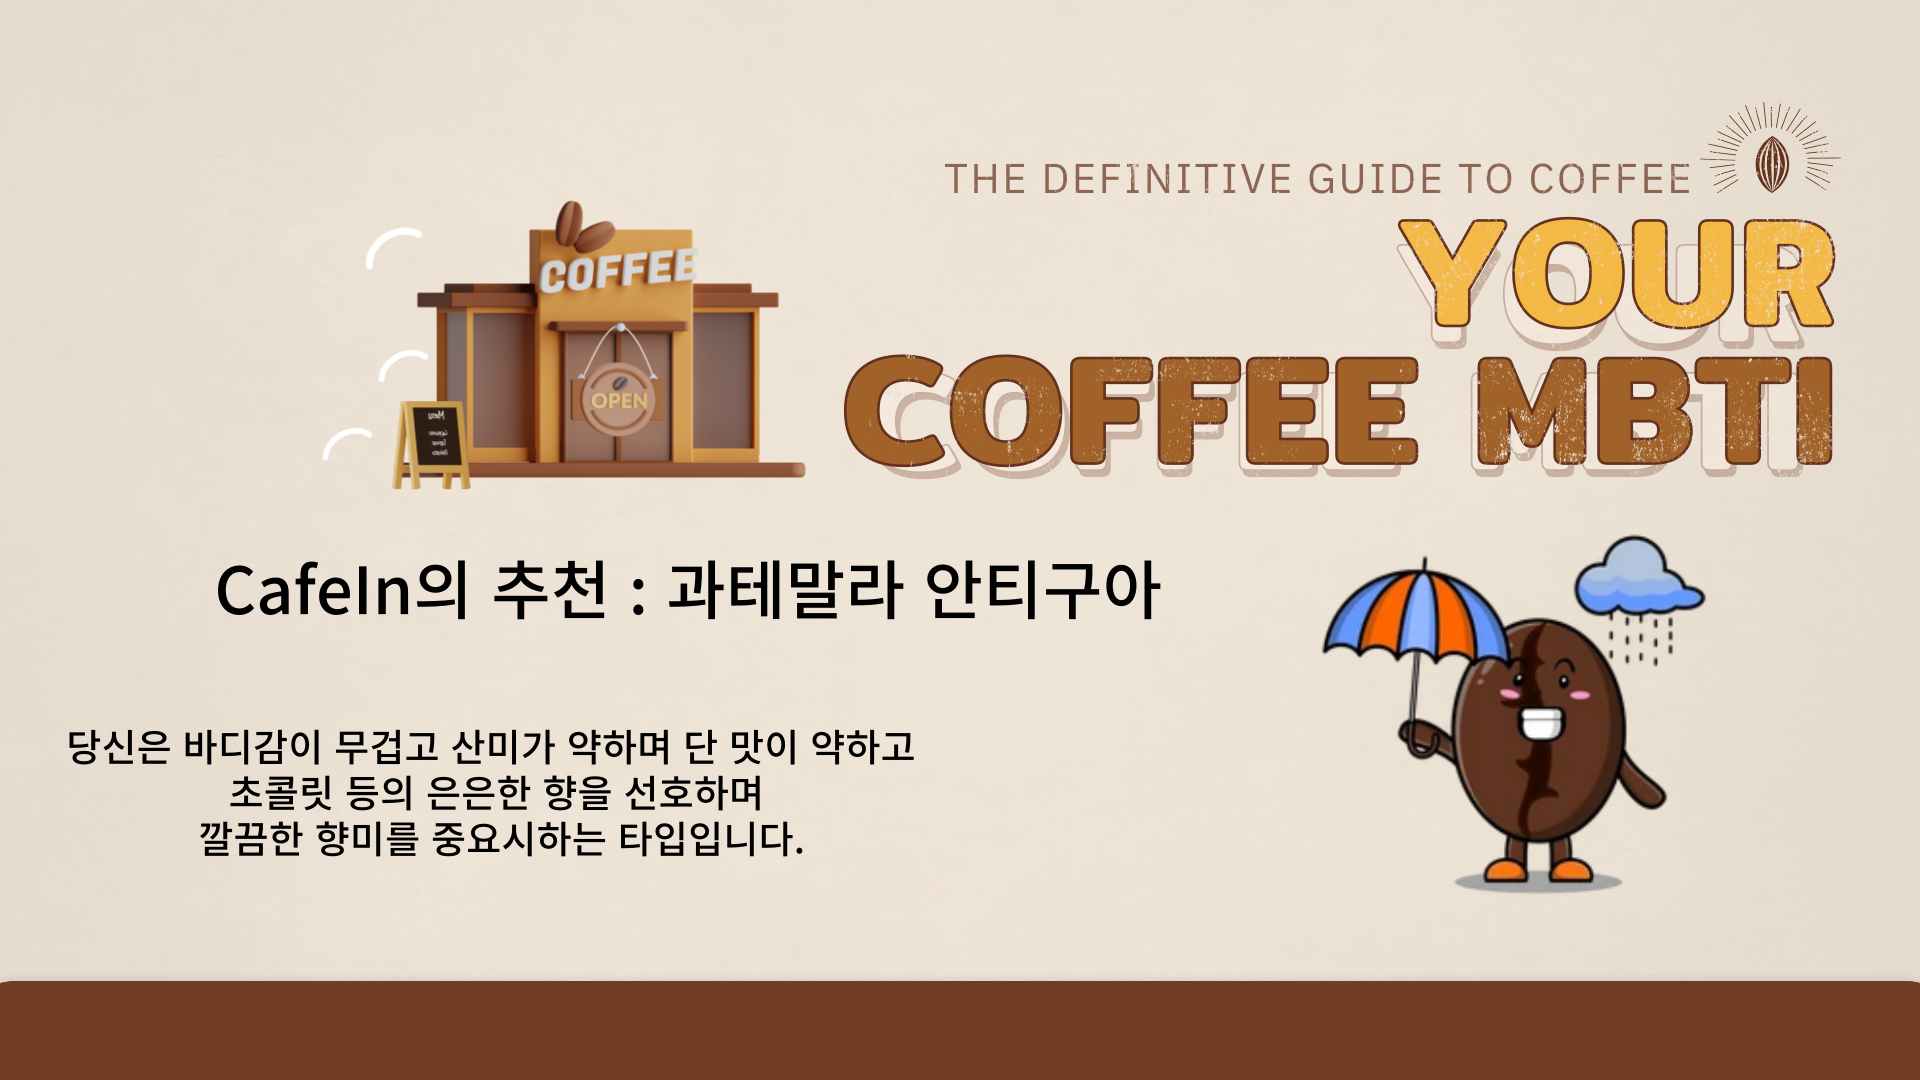 THE DEFINITIVE GUIDE TO COFFEE
YOUR
COFFEE MBTI
COFFEE
OPEN
Menu
CafeIn의 추천 : 과테말라 안티구아
당신은 바디감이 무겁고 산미가 약하며 단 맛이 약하고
초콜릿 등의 은은한 향을 선호하며
깔끔한 향미를 중요시하는 타입입니다.